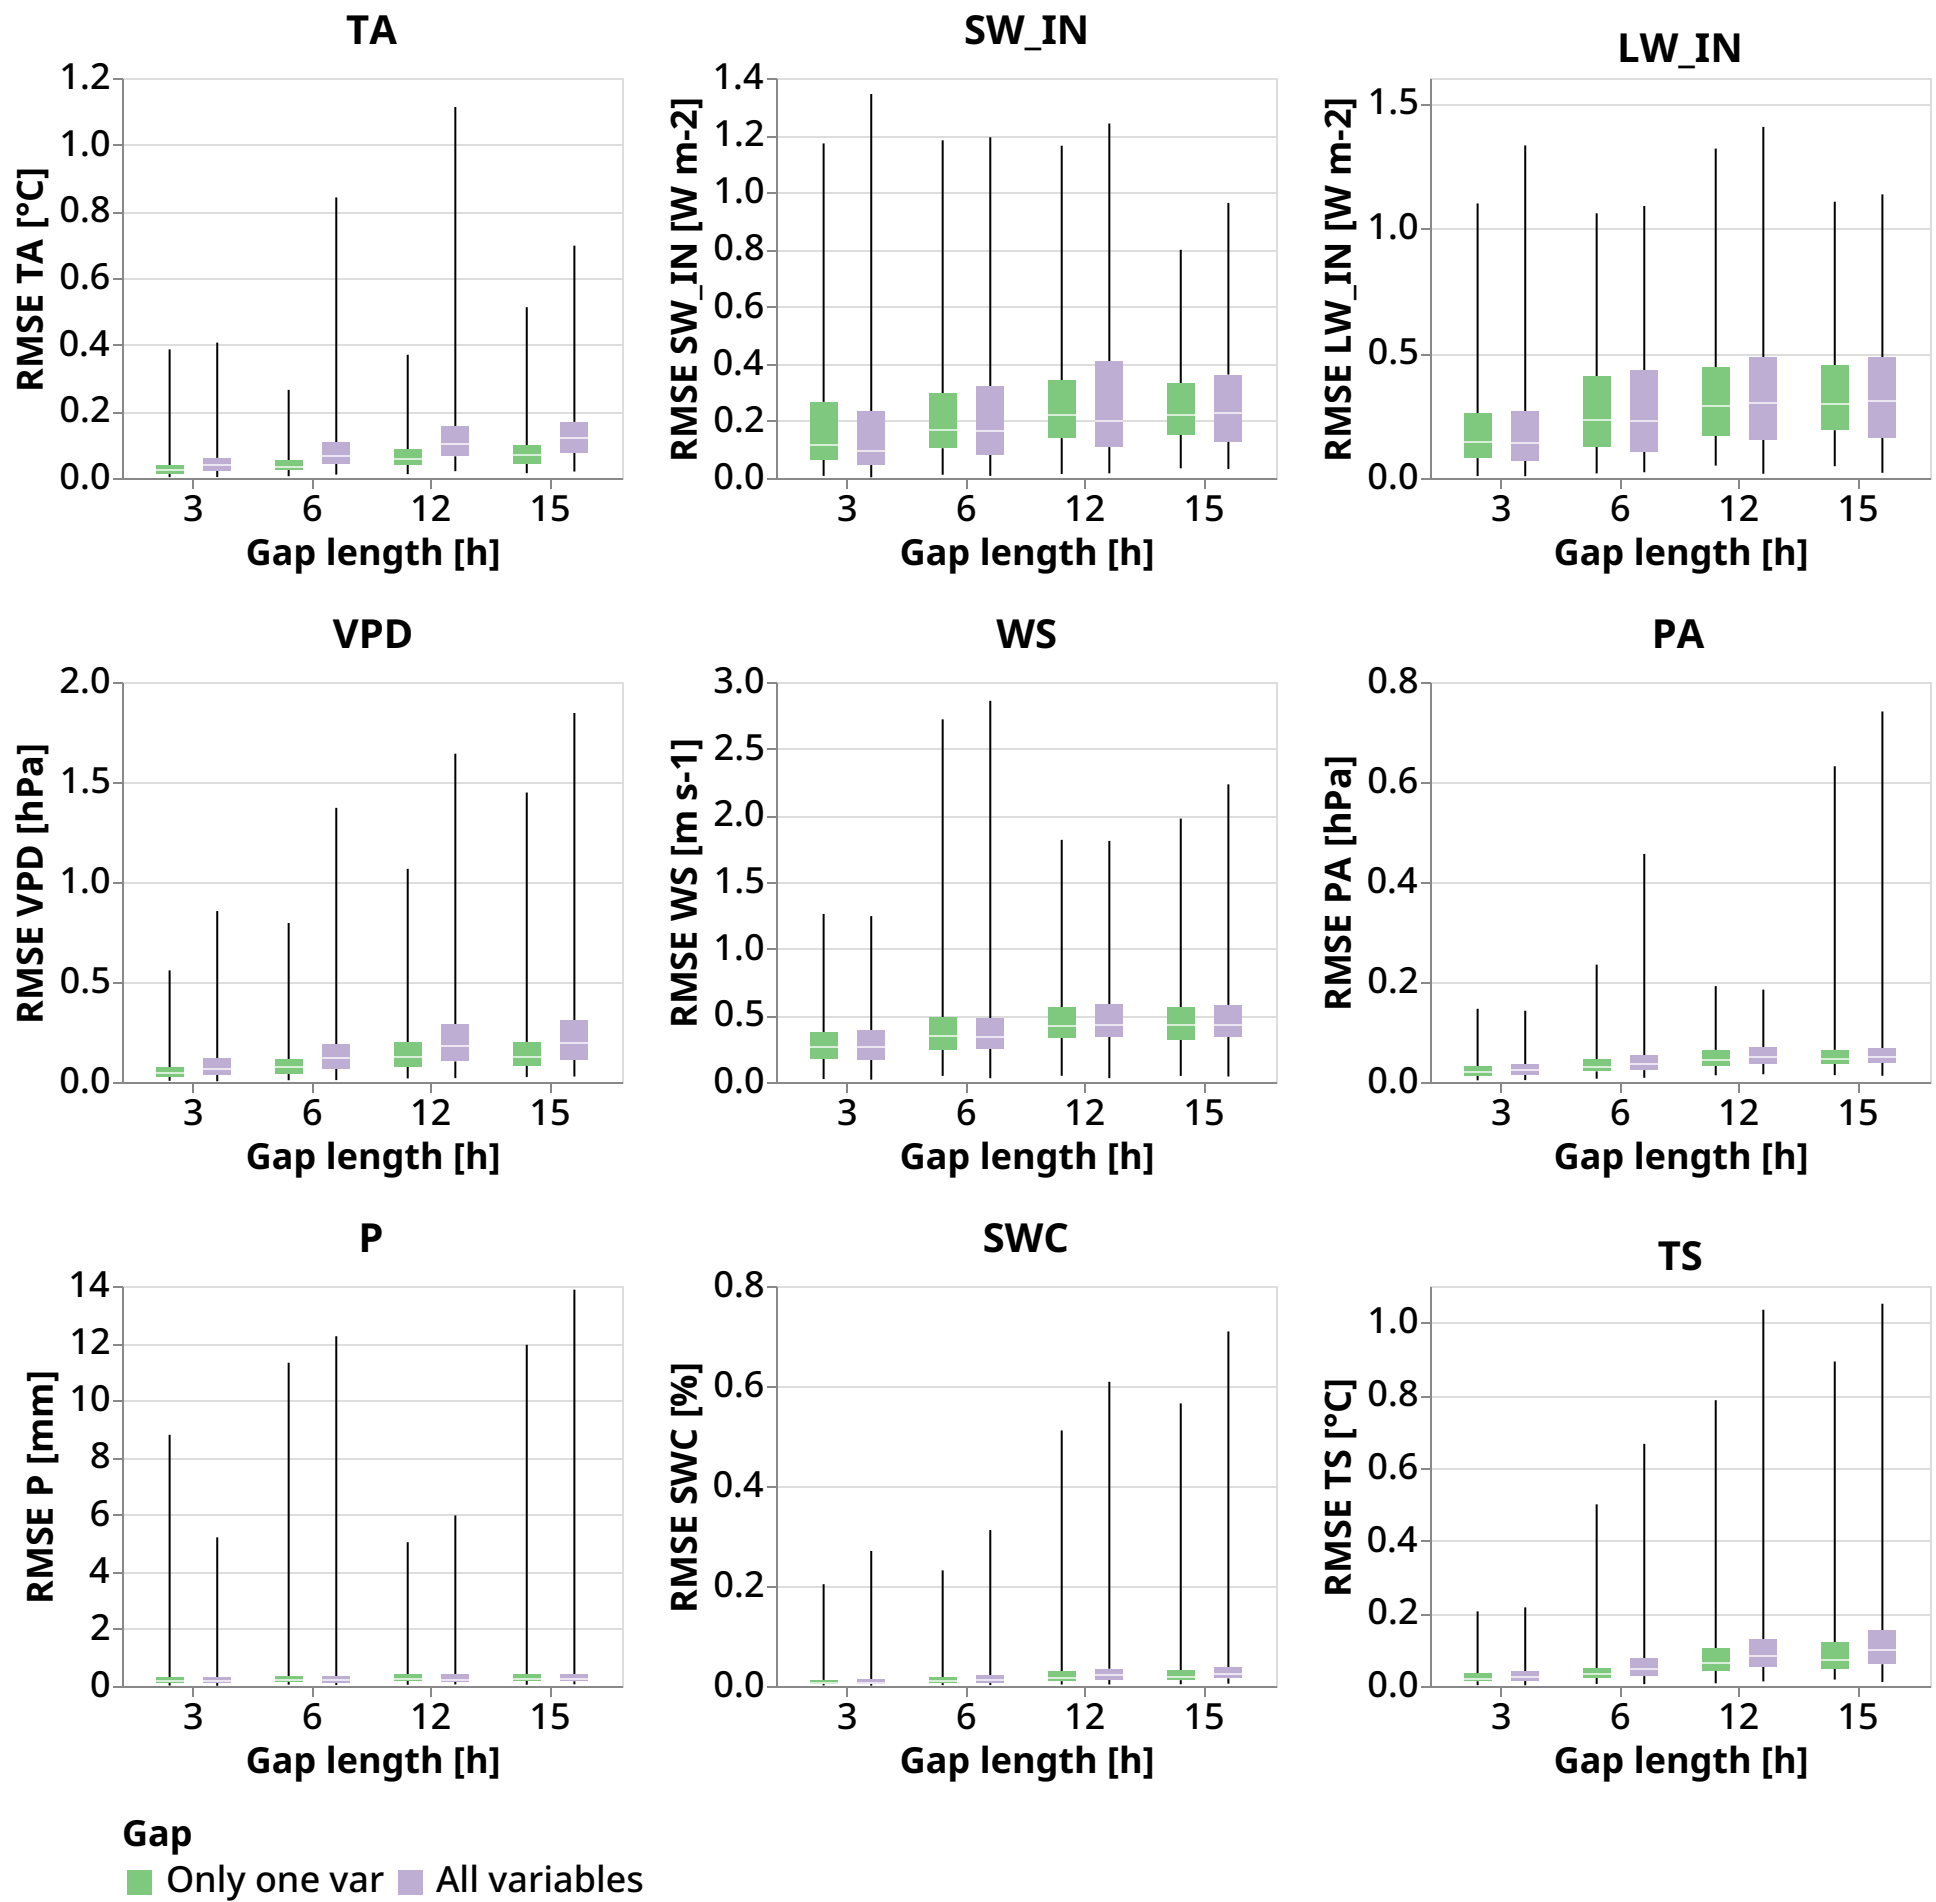 TA
1.2
1.0
0.8
0.6
0.4
0.2
0.0
RMSE TA [°C]
3 6 12 15
Gap length [h]
SW_IN
1.4
1.2
1.0
0.8
0.6
0.4
0.2
0.0
RMSE SW_IN [W m-2]
3 6 12 15
Gap length [h]
LW_IN
1.5
1.0
0.5
0.0
RMSE LW_IN [W m-2]
3 6 12 15
Gap length [h]
VPD
2.0
1.5
1.0
0.5
0.0
RMSE VPD [hPa]
3 6 12 15
Gap length [h]
WS
3.0
2.5
2.0
1.5
1.0
0.5
0.0
RMSE WS [m s-1]
3 6 12 15
Gap length [h]
PA
0.8
0.6
0.4
0.2
0.0
RMSE PA [hPa]
3 6 12 15
Gap length [h]
P
14
12
10
8
6
4
2
0
RMSE P [mm]
3 6 12 15
Gap length [h]
SWC
0.8
0.6
0.4
0.2
0.0
RMSE SWC [%]
3 6 12 15
Gap length [h]
TS
1.0
0.8
0.6
0.4
0.2
0.0
RMSE TS [°C]
3 6 12 15
Gap length [h]
Gap
Only one var All variables